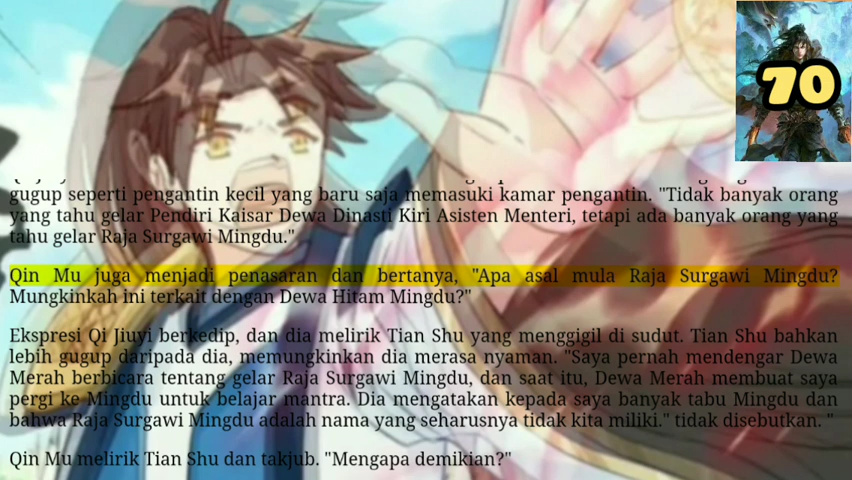 70
gugup seperti pengantin kecil yang baru saja memasuki kamar pengantin. "Tidak banyak orang
yang tahu gelar Pendiri Kaisar Dewa Dinasti Kiri Asisten Menteri, tetapi ada banyak orang yang
tahu gelar Raja Surgawi Mingdu."
Qin Mu juga menjadi penasaran dan bertanya, "Apa asal mula Raja Surgawi Mingdu?
Mungkinkah ini terkait dengan Dewa Hitam Mingdu?"
Ekspresi Qi Jiuyi berkedip, dan dia melirik Tian Shu yang menggigil di sudut. Tian Shu bahkan
lebih gugup daripada dia, memungkinkan dia merasa nyaman. "Saya pernah mendengar Dewa
Merah berbicara tentang gelar Raja Surgawi Mingdu, dan saat itu, Dewa Merah membuat saya
pergi ke Mingdu untuk belajar mantra. Dia mengatakan kepada saya banyak tabu Mingdu dan
bahwa Raja Surgawi Mingdu adalah nama yang seharusnya tidak kita miliki." tidak disebutkan. "
Qin Mu melirik Tian Shu dan takjub. "Mengapa demikian?"